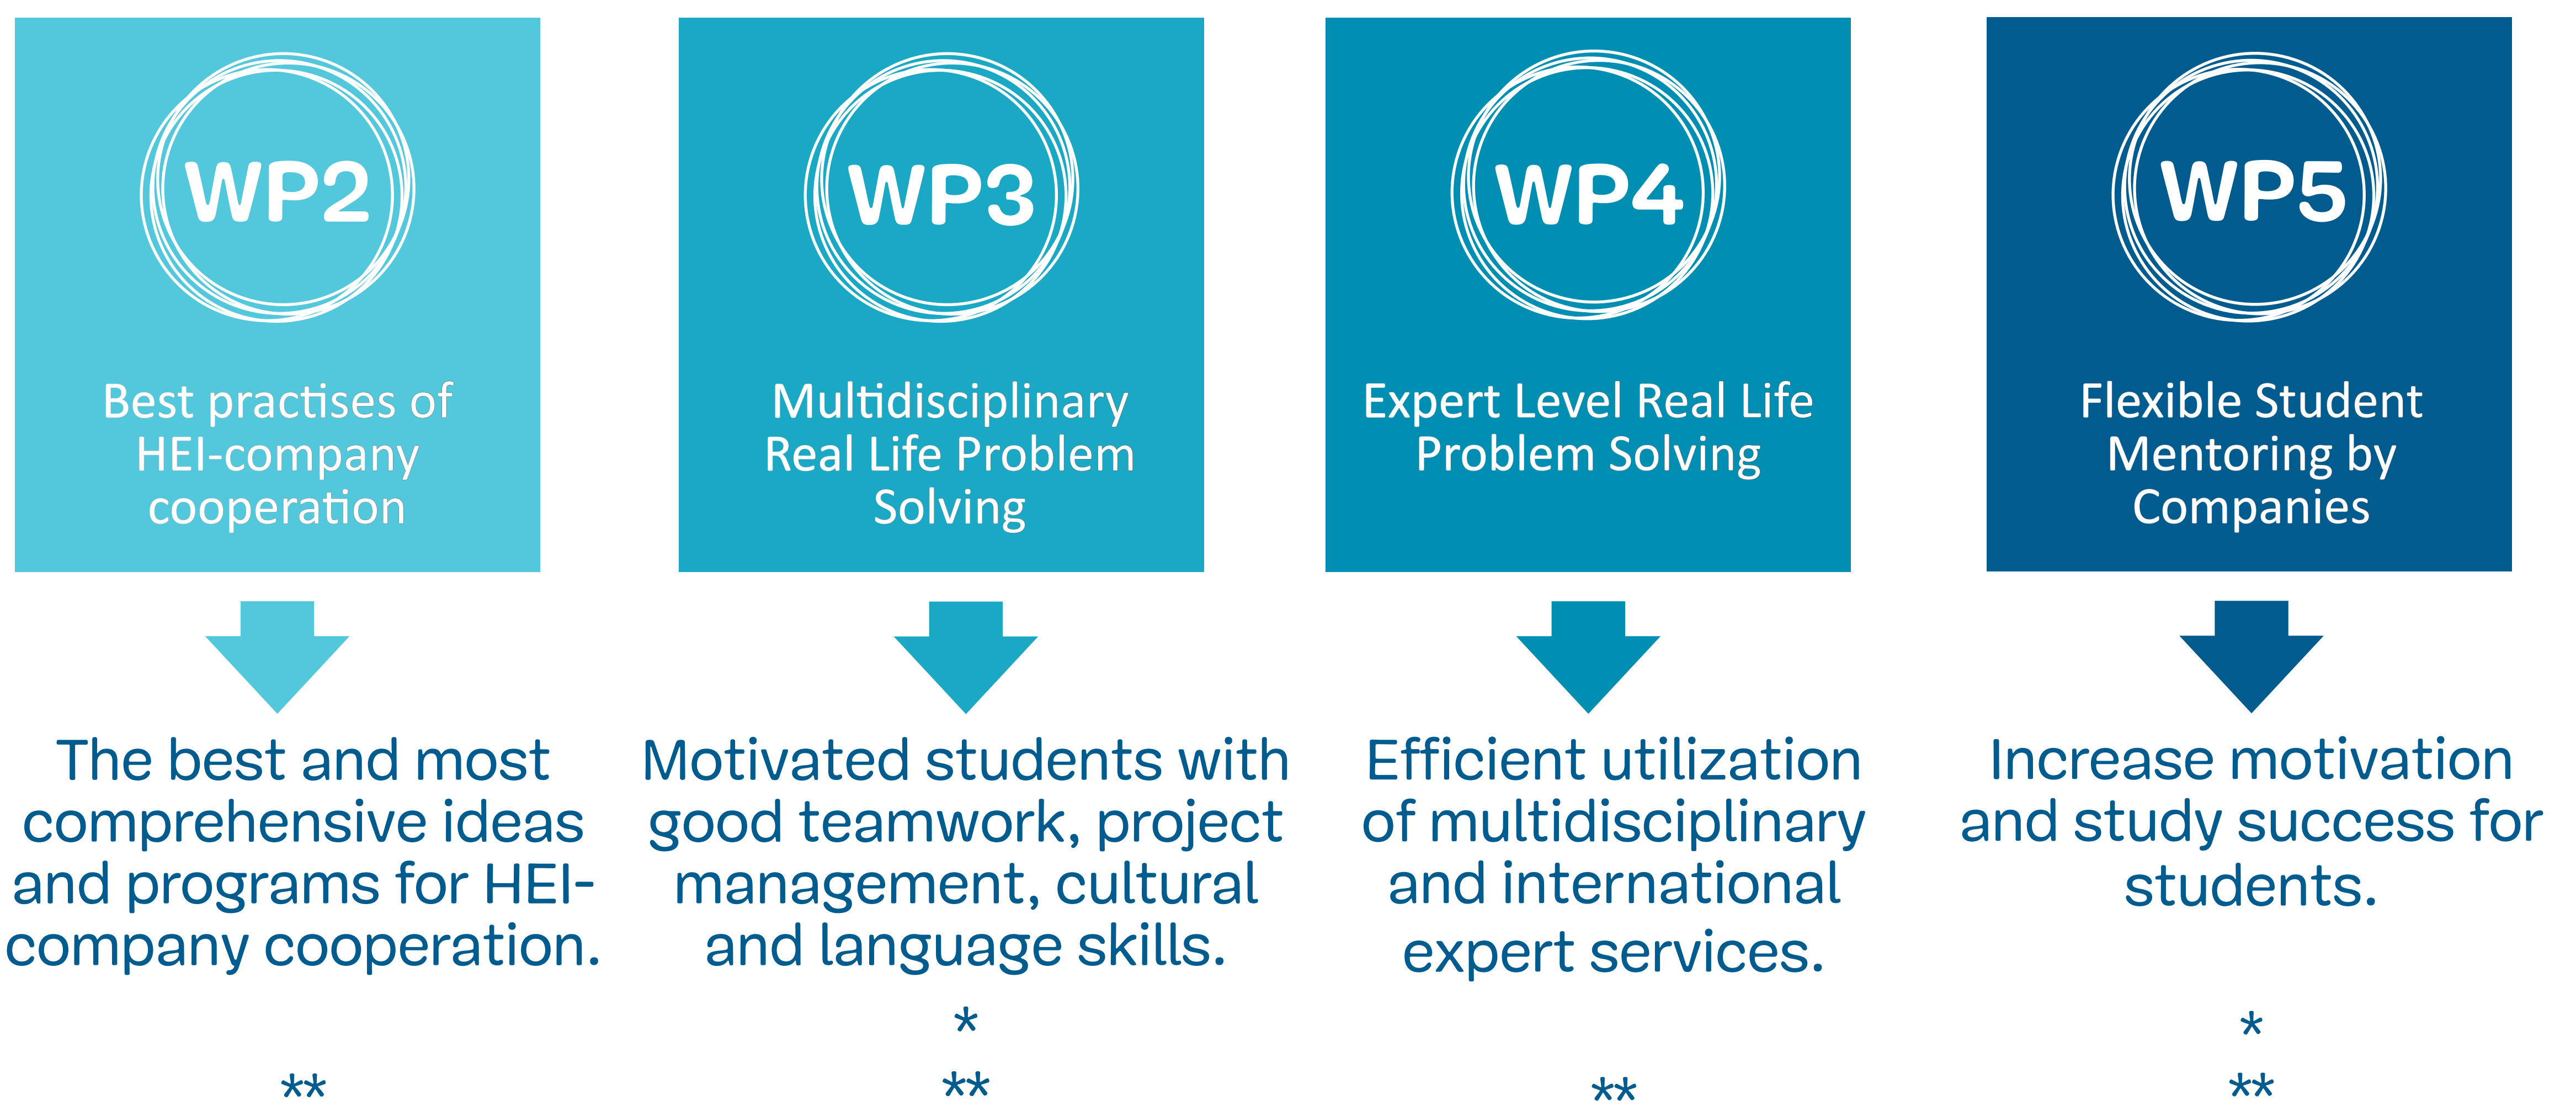 WP2
Best practises of
HEI-company
cooperation
The best and most
comprehensive ideas
and programs for HEI-
company cooperation.
**
WP3
Multidisciplinary
Real Life Problem
Solving
Motivated students with
good teamwork, project
management, cultural
and language skills.
*
**
WP4
Expert Level Real Life
Problem Solving
Efficient utilization
of multidisciplinary
and international
expert services.
**
WP5
Flexible Student
Mentoring by
Companies
Increase motivation
and study success for
students.
*
**